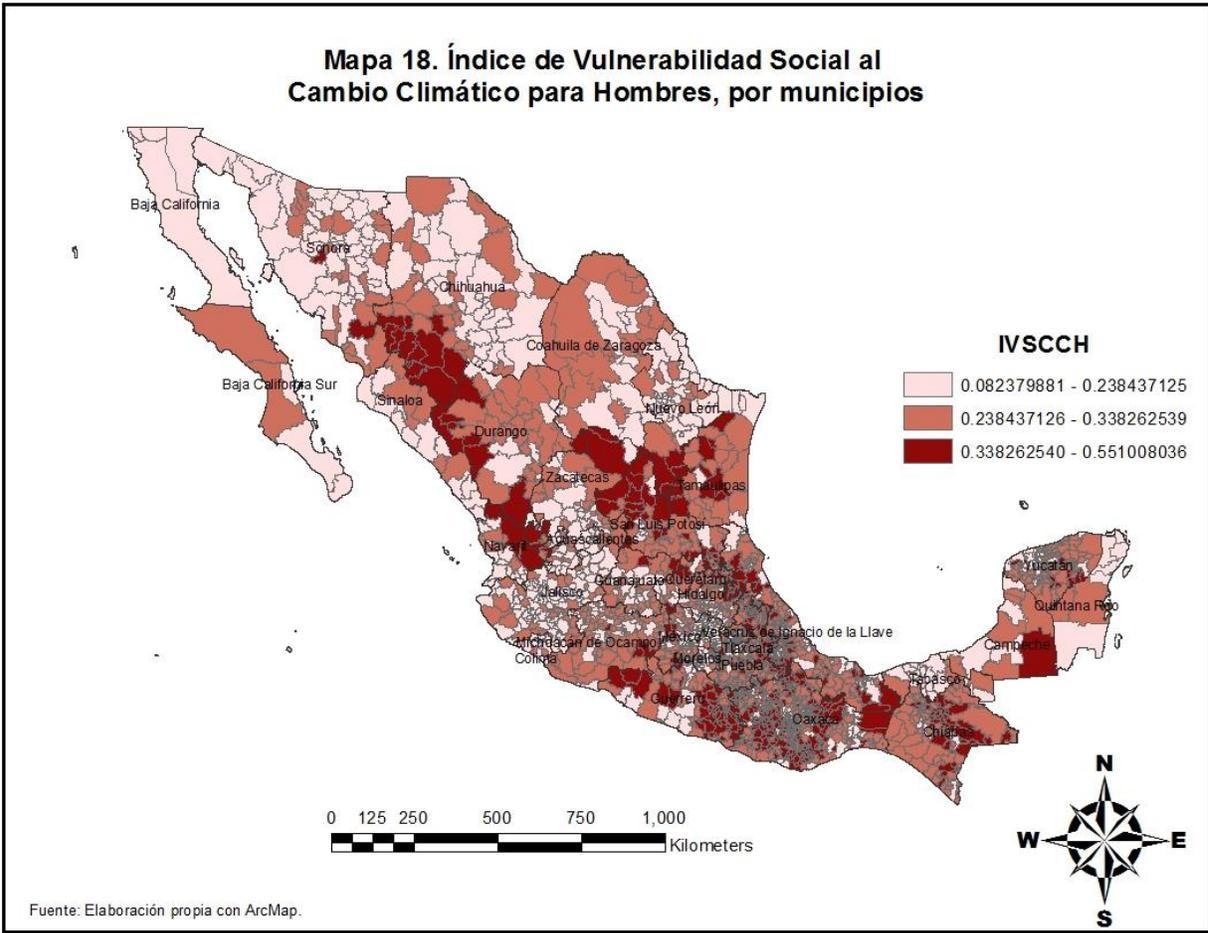 Mapa 18. Índice de Vulnerabilidad Social al
Cambio Climático para Hombres, por municipios
Baja California
Sonora
Chihuahua
Coahuila de Zaragoza
Baja California Sur
Sinaloa
Nuevo León
Durango
Zacatecas
Tamaulipas
San Luis Potosí
Aguascalientes
Nayarit
Guanajuato
Querétaro
Hidalgo
Jalisco
Yucatán
Quintana Roo
Michoacán de Ocampo
México
Veracruz de Ignacio de la Llave
Tlaxcala
Colima
Morelos
Puebla
Campeche
Tabasco
Guerrero
Oaxaca
Chiapas
IVSCCH
0.082379881 - 0.238437125
0.238437126 - 0.338262539
0.338262540 - 0.551008036
0 125 250 500 750 1,000
Kilometers
N
W E
S
Fuente: Elaboración propia con ArcMap.